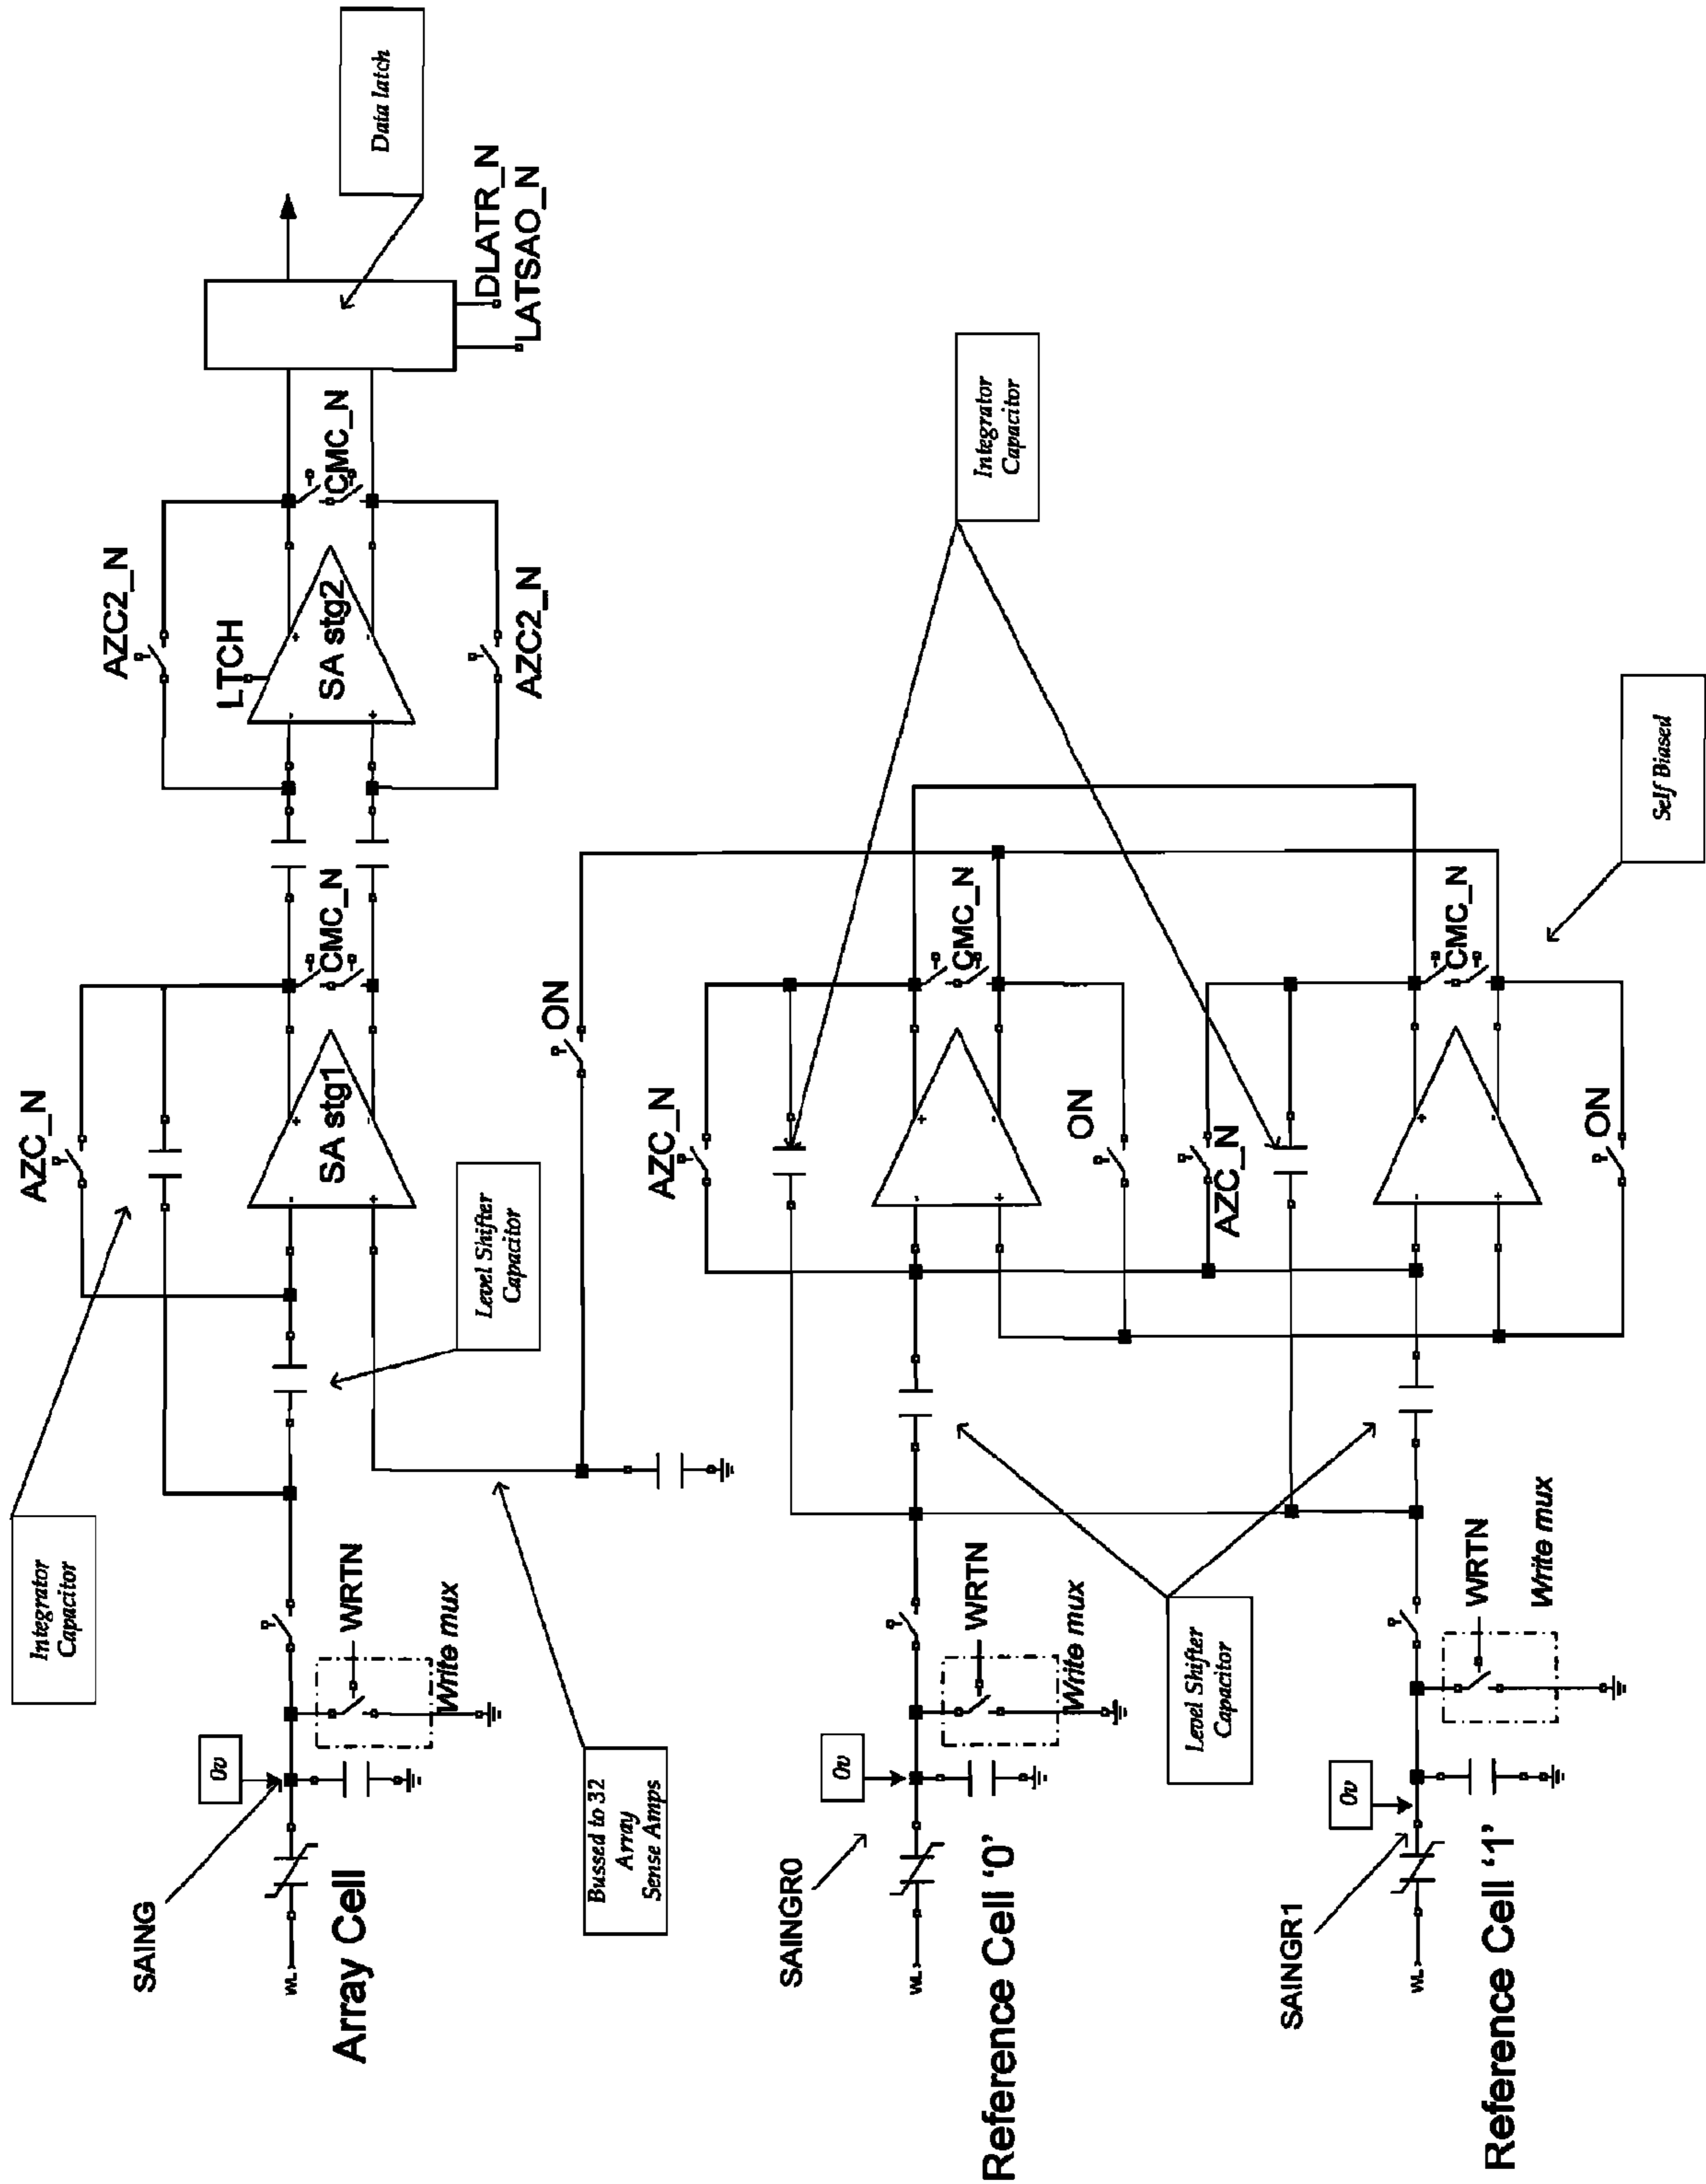 Data latch
DLATR_N
LATSAO_N
AZC2_N
LTCH
SA stg2
CMC_N
AZC2_N
AZC_N
SA stg1
CMC_N
Integrator
Capacitor
Level Shifter
Capacitor
ON
WRTN
Write mux
0v
SAING
WL
Array Cell
Bussed to 32
Array
Sense Amps
Integrator
Capacitor
AZC_N
CMC_N
ON
WRTN
Write mux
0v
SAINGR0
WL
Reference Cell ‘0’
Level Shifter
Capacitor
AZC_N
CMC_N
ON
Self Biased
WRTN
Write mux
0v
SAINGR1
WL
Reference Cell ‘1’